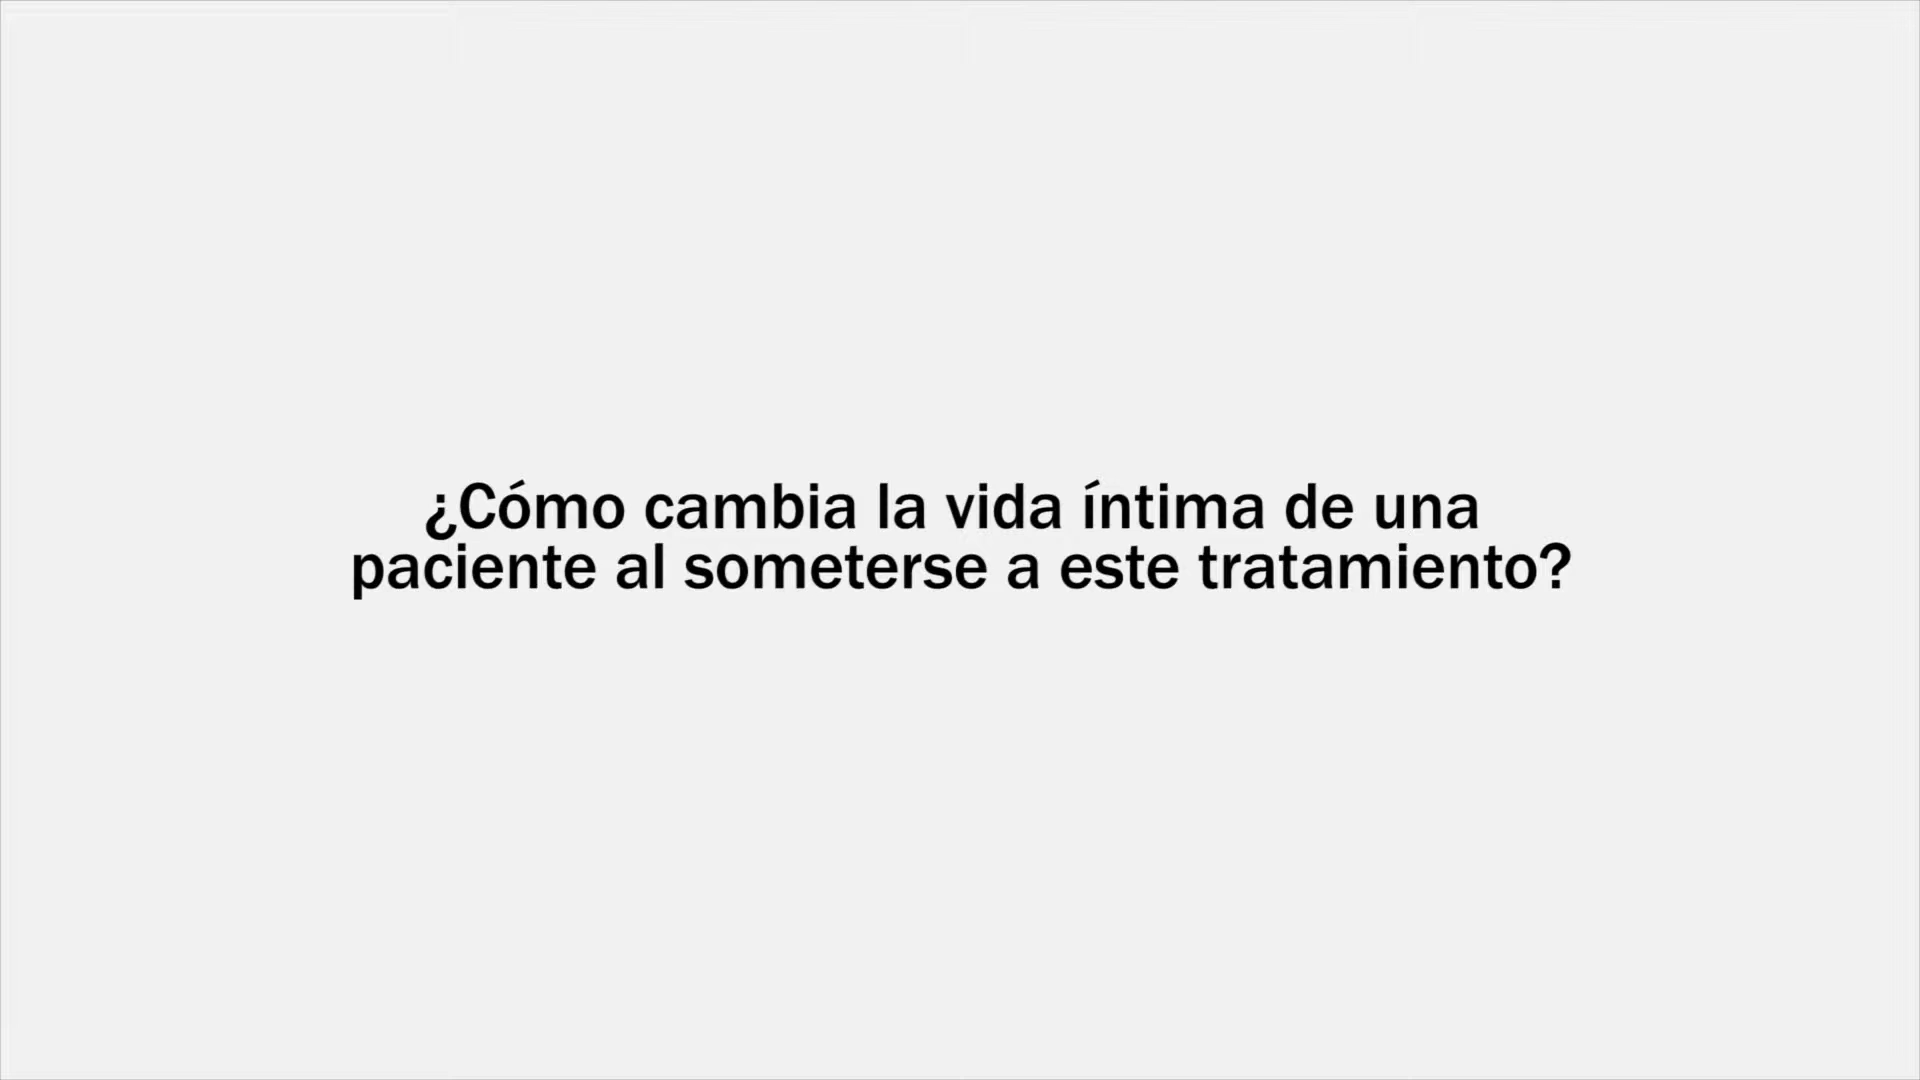 ¿Cómo cambia la vida íntima de una
paciente al someterse a este tratamiento?